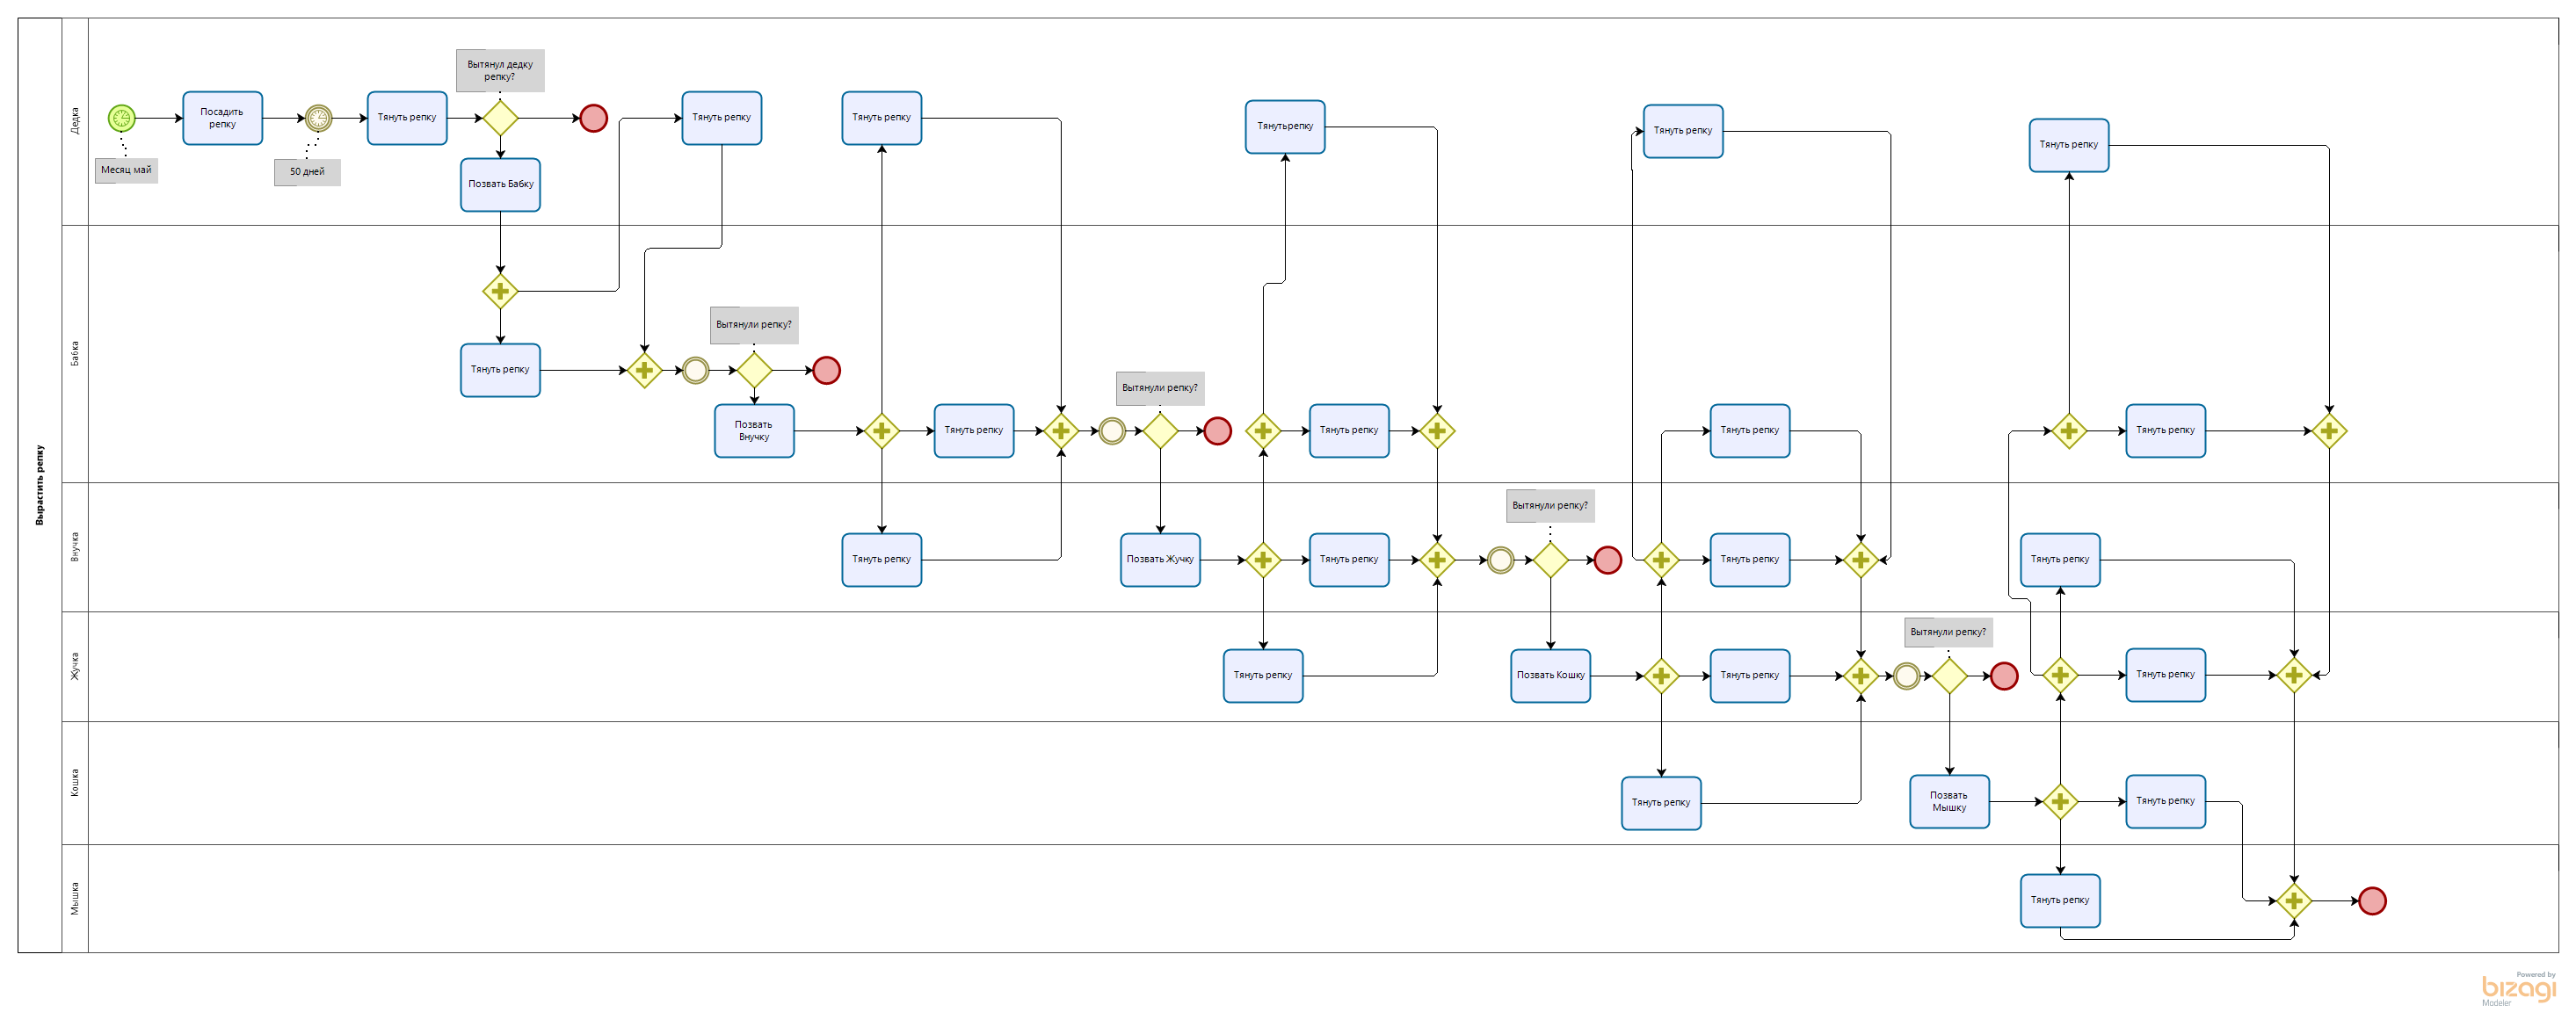 Вырастить репку
Дедка
Месяц май
Посадить
репку
50 дней
Тянуть репку
Вытянул дедку
репку?
Позвать Бабку
Тянуть репку
Тянуть репку
Тянутьрепку
Тянуть репку
Тянуть репку
Бабка
Тянуть репку
Вытянули репку?
Позвать
Внучку
Тянуть репку
Вытянули репку?
Тянуть репку
Тянуть репку
Тянуть репку
Внучка
Тянуть репку
Позвать Жучку
Тянуть репку
Вытянули репку?
Тянуть репку
Тянуть репку
Жучка
Тянуть репку
Позвать Кошку
Тянуть репку
Вытянули репку?
Тянуть репку
Кошка
Тянуть репку
Позвать
Мышку
Тянуть репку
Мышка
Тянуть репку
Powered by
bizagi
Modeler